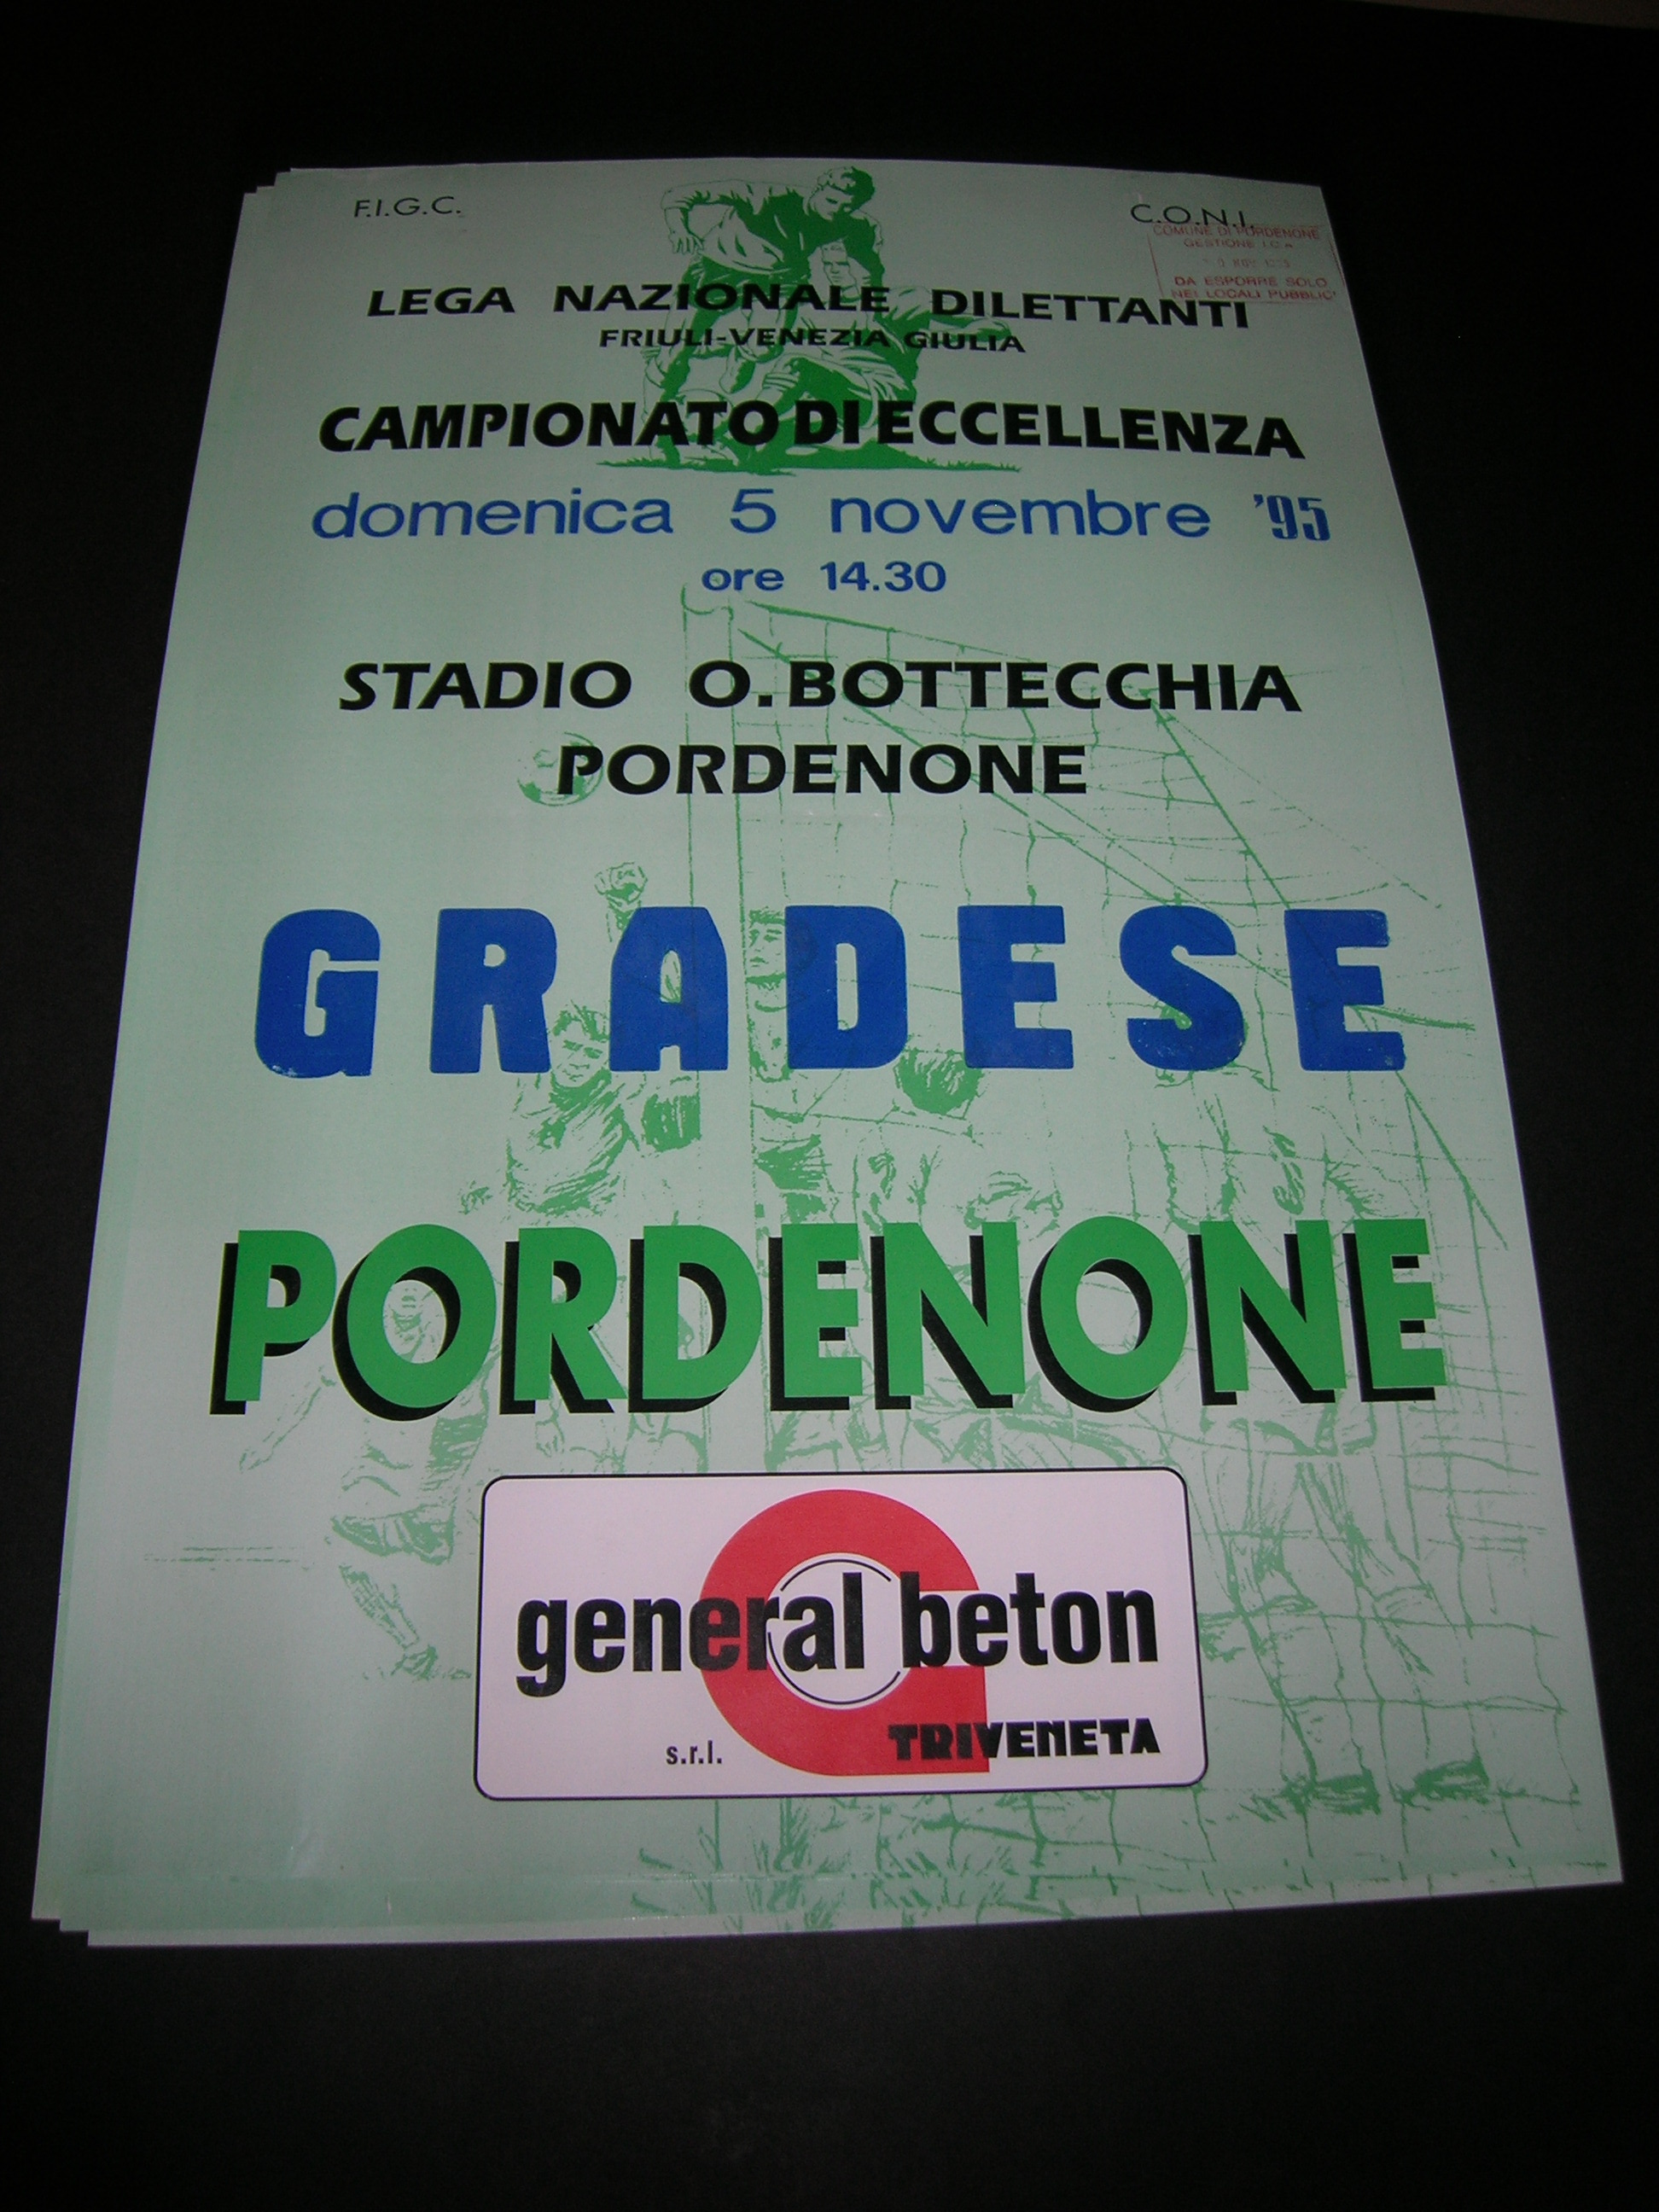 F.I.G.C.
C.O.N.I.
COMUNE DI PORDENONE
GESTIONE I.C.A
DA ESPORRE SOLO
NEI LOCALI PUBBLIC
LEGA NAZIONALE DILETTANTI
FRIULI-VENEZIA GIULIA
CAMPIONATO DI ECCELLENZA
domenica 5 novembre '95
ore 14.30
STADIO O. BOTTECCHIA
PORDENONE
GRADESE
PORDENONE
general beton
s.r.l. TRIVENETA